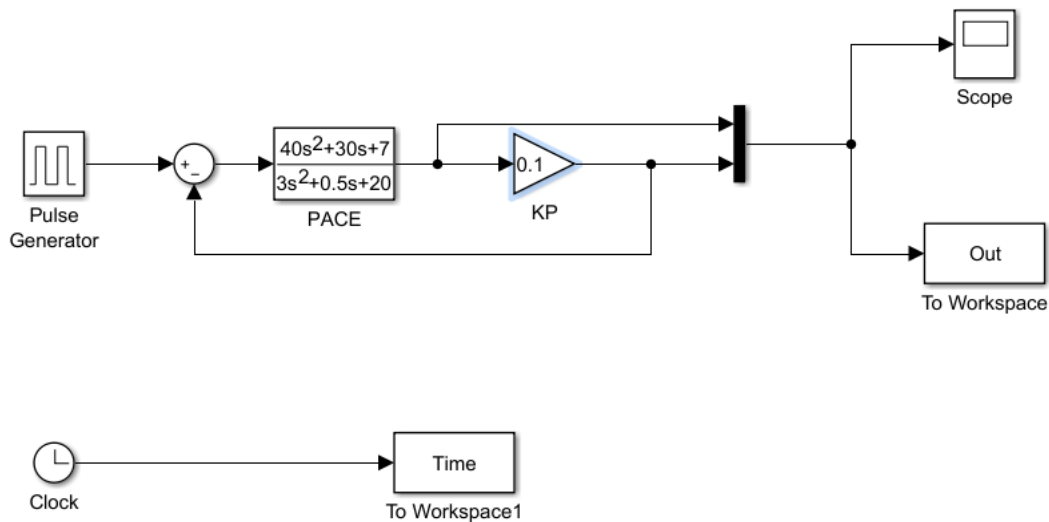 Scope
+
−
40s²+30s+7
3s²+0.5s+20
0.1
Pulse
Generator
PACE
KP
Out
To Workspace
Time
Clock
To Workspace1